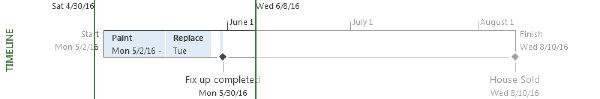 Sat 4/30/16
Wed 6/8/16
June 1
July 1
August 1
TIMELINE
Start
Mon 5/2/16
Paint
Mon 5/2/16 -
Replace
Tue
Finish
Wed 8/10/16
Fix up completed
Mon 5/30/16
House Sold
Wed 8/10/16